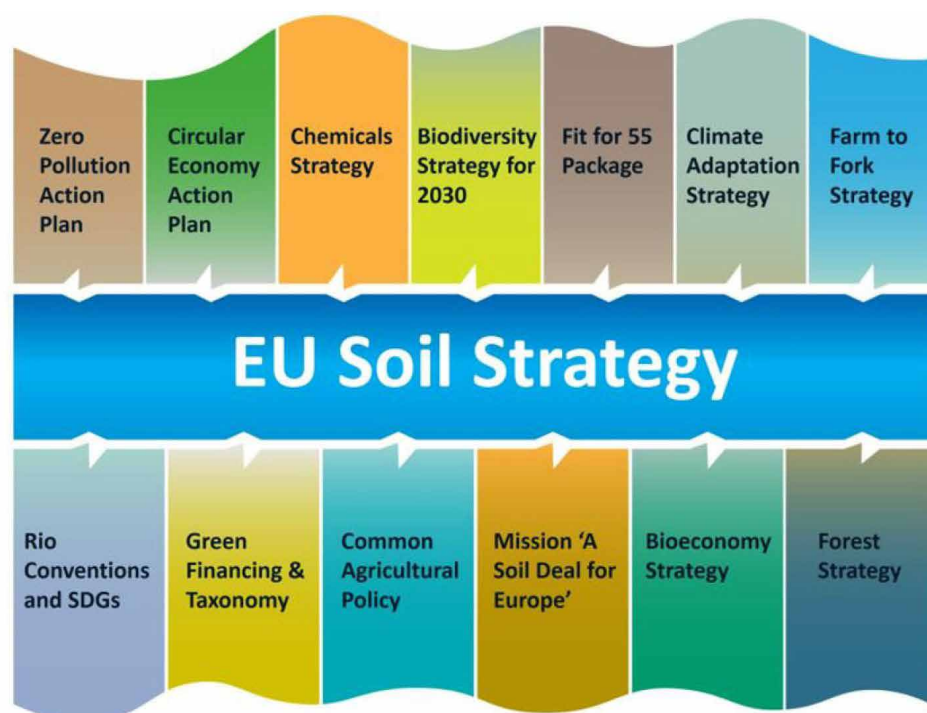 Zero
Pollution
Action
Plan
Circular
Economy
Action
Plan
Chemicals
Strategy
Biodiversity
Strategy for
2030
Fit for 55
Package
Climate
Adaptation
Strategy
Farm to
Fork
Strategy
EU Soil Strategy
Rio
Conventions
and SDGs
Green
Financing &
Taxonomy
Common
Agricultural
Policy
Mission ‘A
Soil Deal for
Europe’
Bioeconomy
Strategy
Forest
Strategy